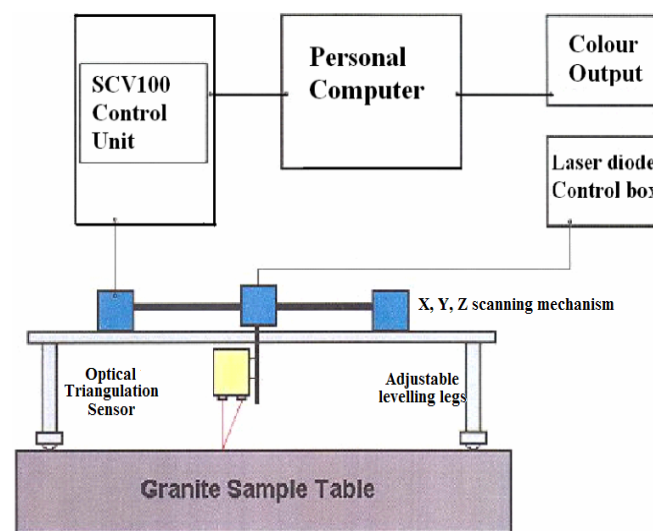 SCV100
Control
Unit
Personal
Computer
Colour
Output
Laser diode
Control box
X, Y, Z scanning mechanism
Optical
Triangulation
Sensor
Adjustable
levelling legs
Granite Sample Table